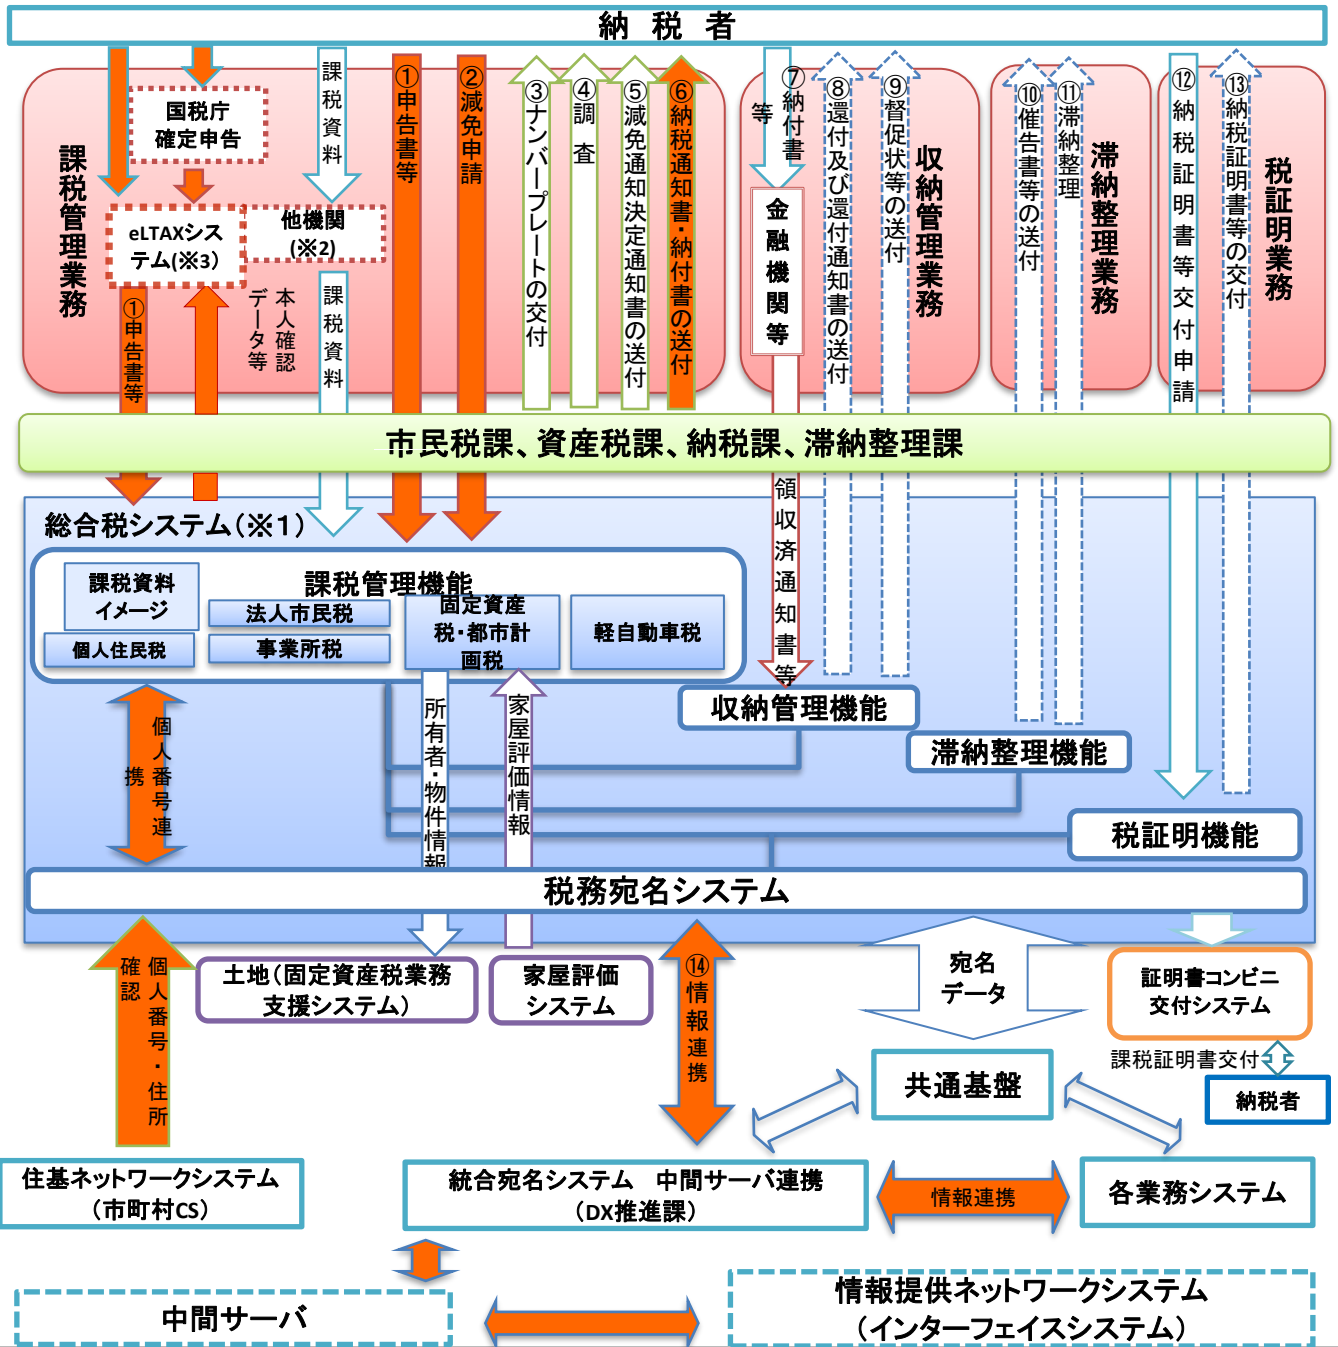 納　税　者
課税管理業務
国税庁
確定申告
eLTAXシス
テム(※3)
①申告書等
本人確認
データ等
課税資料
他機関
(※2)
課税資料
①申告書等
②減免申請
③ナンバープレートの交付
④調査
⑤減免通知決定通知書の送付
⑥納税通知書・納付書の送付
⑦納付書
等
金融機関等
⑧還付及び還付通知書の送付
⑨督促状等の送付
収納管理業務
⑩催告書等の送付
⑪滞納整理
滞納整理業務
⑫納税証明書等交付申請
⑬納税証明書等の交付
税証明業務
市民税課、資産税課、納税課、滞納整理課
領収済通知書等
総合税システム(※1)
課税管理機能
課税資料
イメージ
個人住民税
法人市民税
事業所税
固定資産
税・都市計
画税
軽自動車税
個人番号連
携
所有者・物件情報
家屋評価情報
収納管理機能
滞納整理機能
税証明機能
税務宛名システム
個人番号・住所
確認
土地(固定資産税業務
支援システム)
家屋評価
システム
⑭情報連携
宛名
データ
証明書コンビニ
交付システム
課税証明書交付
納税者
共通基盤
住基ネットワークシステム
(市町村CS)
統合宛名システム　中間サーバ連携
(DX推進課)
情報連携
各業務システム
中間サーバ
情報提供ネットワークシステム
(インターフェイスシステム)